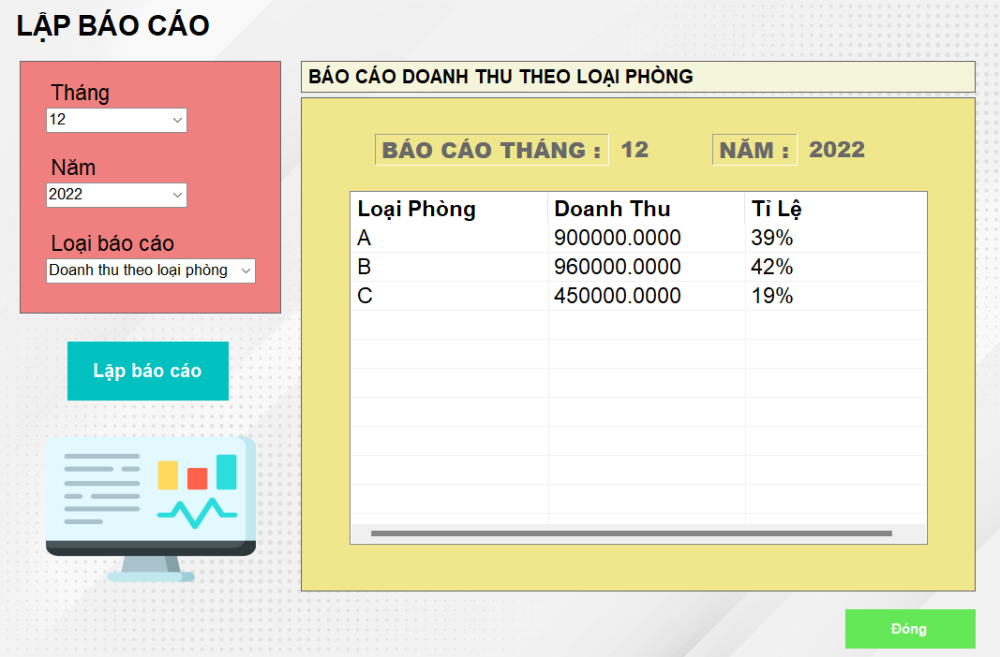 LẬP BÁO CÁO
Tháng
12
Năm
2022
Loại báo cáo
Doanh thu theo loại phòng
Lập báo cáo
BÁO CÁO DOANH THU THEO LOẠI PHÒNG
BÁO CÁO THÁNG : 12 NĂM : 2022
Loại Phòng Doanh Thu Tỉ Lệ
A 900000.0000 39%
B 960000.0000 42%
C 450000.0000 19%
Đóng